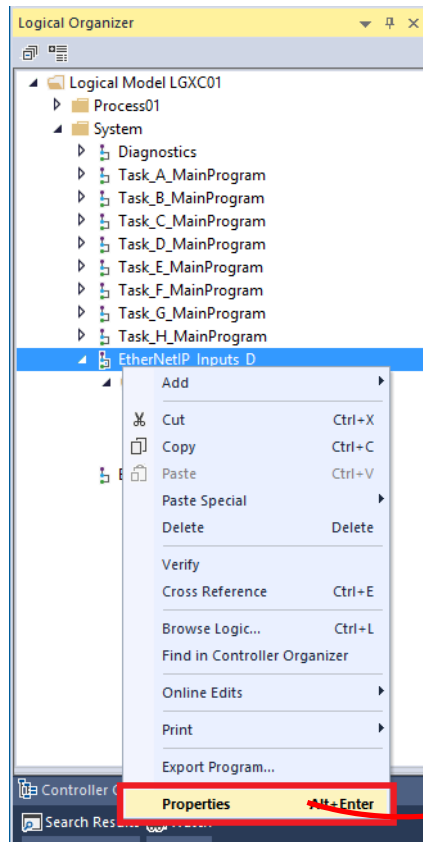 Logical Organizer
Logical Model LGXC01
Process01
System
Diagnostics
Task_A_MainProgram
Task_B_MainProgram
Task_C_MainProgram
Task_D_MainProgram
Task_E_MainProgram
Task_F_MainProgram
Task_G_MainProgram
Task_H_MainProgram
EtherNetIP_Inputs_D
Add
Cut Ctrl+X
Copy Ctrl+C
Paste Ctrl+V
Paste Special
Delete Delete
Verify
Cross Reference Ctrl+E
Browse Logic... Ctrl+L
Find in Controller Organizer
Online Edits
Print
Export Program...
Controller
Properties Alt+Enter
Search